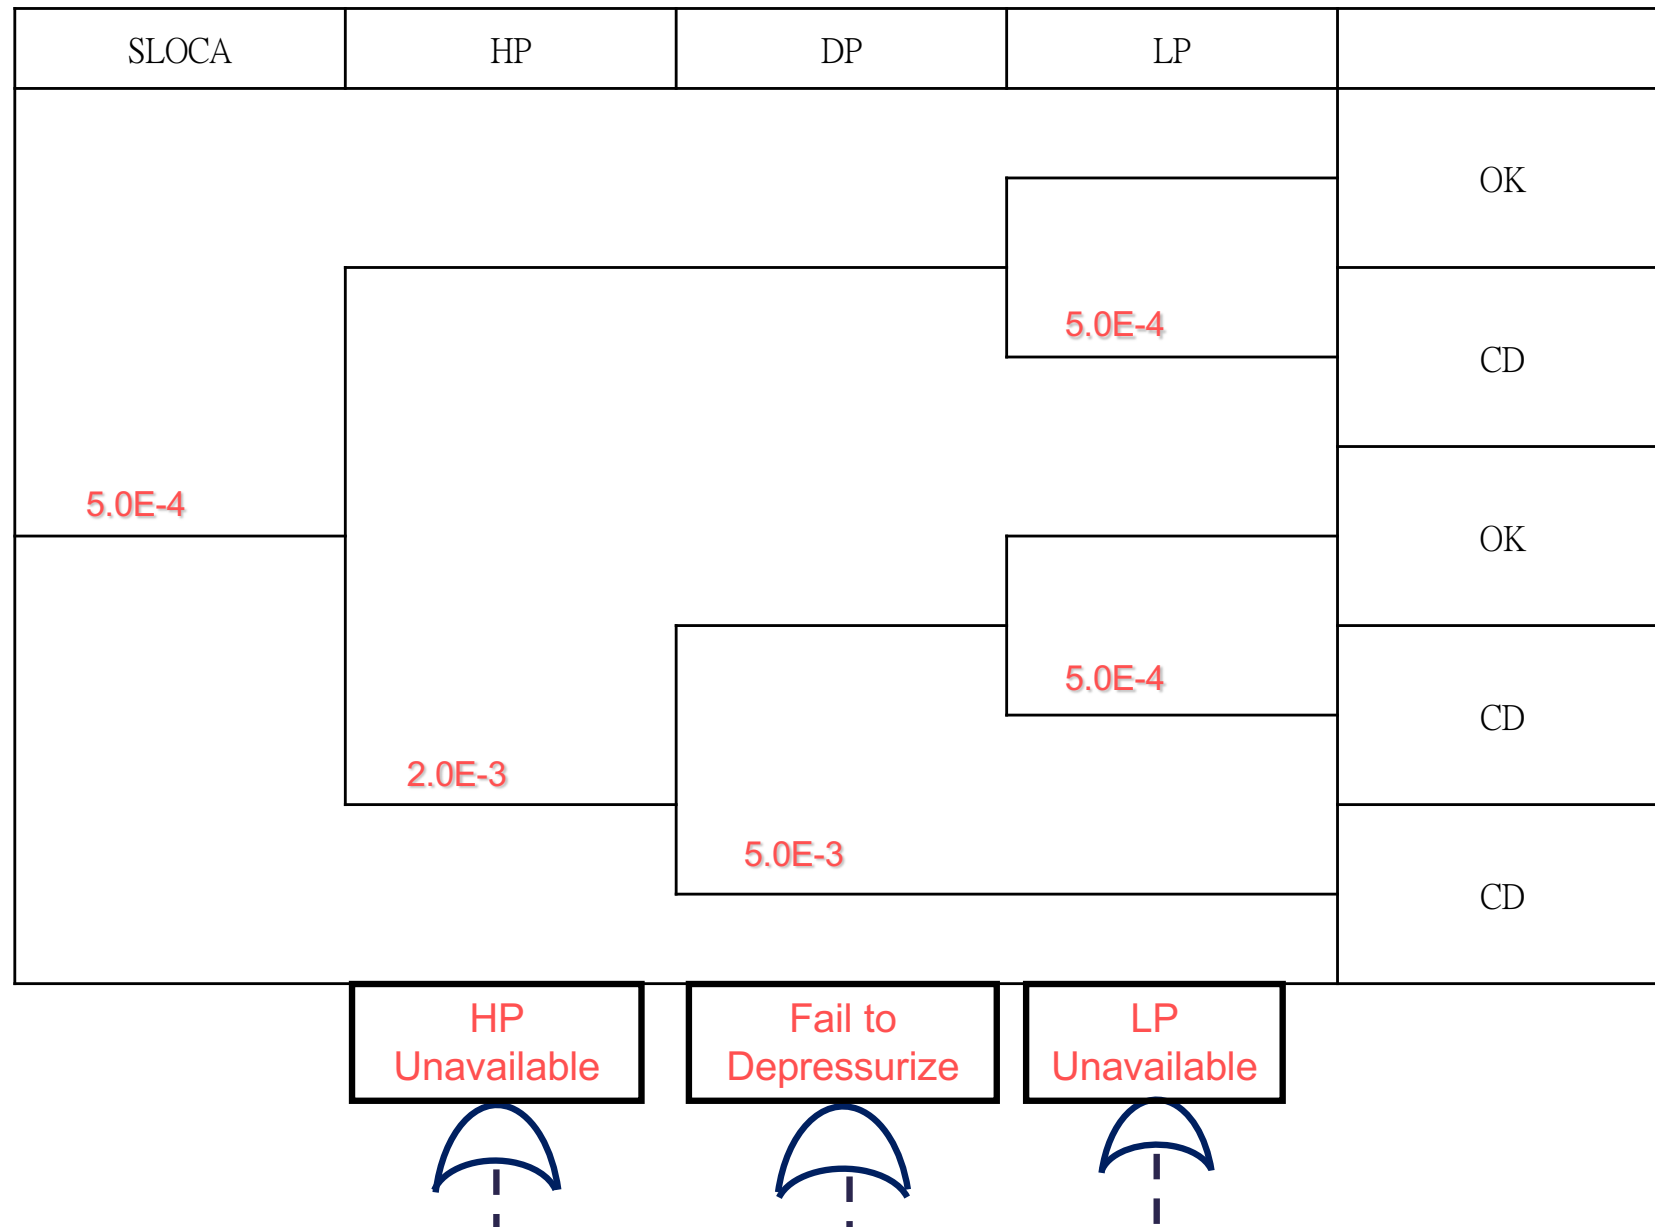 SLOCA HP DP LP
OK
5.0E-4
CD
5.0E-4
OK
5.0E-4
CD
2.0E-3
5.0E-3
CD
HP
Unavailable
Fail to
Depressurize
LP
Unavailable